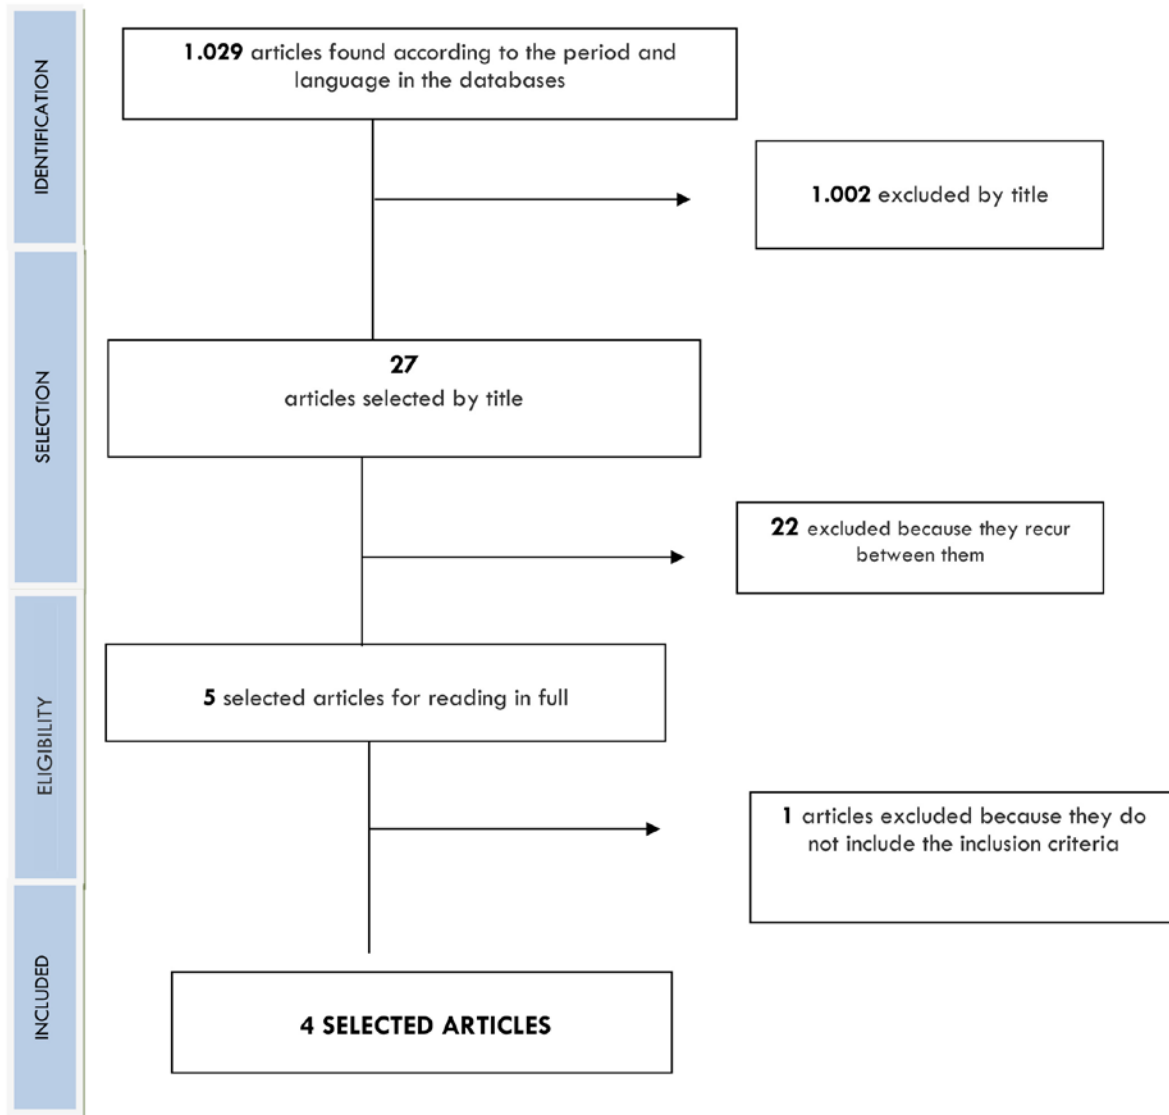 IDENTIFICATION
1.029 articles found according to the period and
language in the databases
1.002 excluded by title
SELECTION
27
articles selected by title
22 excluded because they recur
between them
ELIGIBILITY
5 selected articles for reading in full
1 articles excluded because they do
not include the inclusion criteria
INCLUDED
4 SELECTED ARTICLES